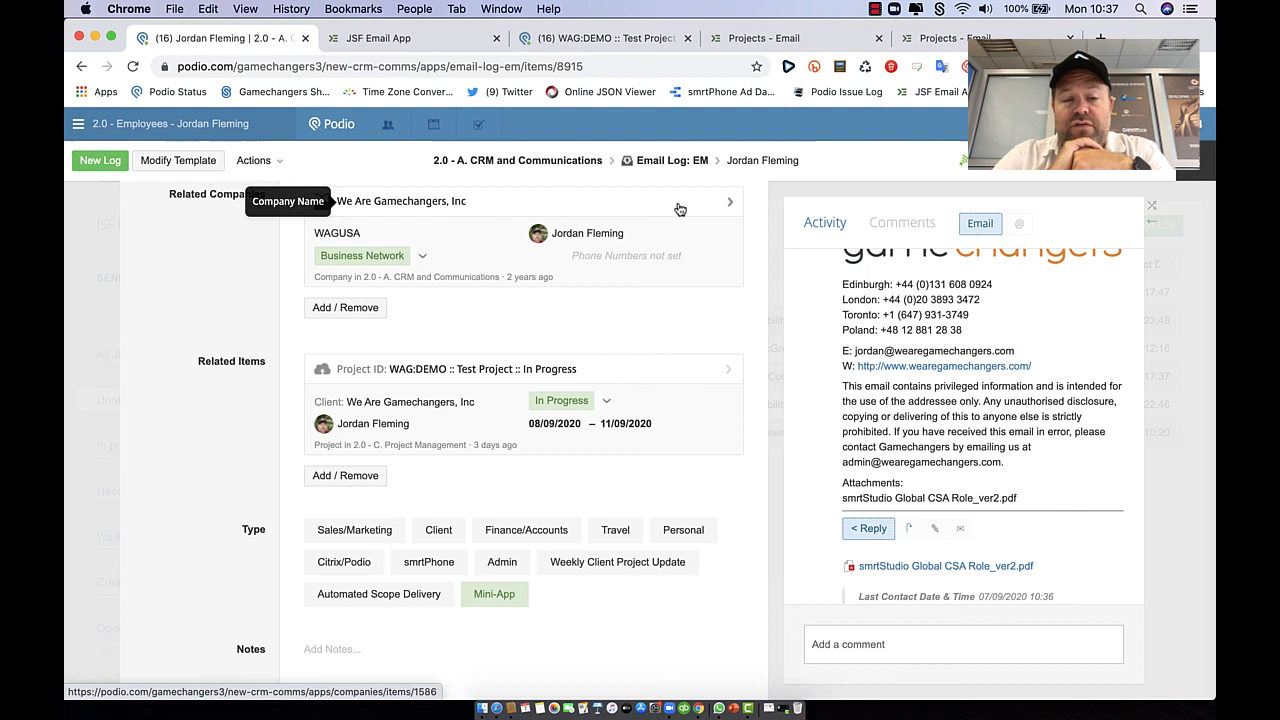 Chrome File Edit View History Bookmarks People Tab Window Help 100% Mon 10:37
(16) Jordan Fleming | 2.0 - A. C JSF Email App (16) WAG:DEMO :: Test Project Projects - Email Projects - Email
podio.com/gamechangers3/new-crm-comms/apps/email-log-em/items/8915
Apps Podio Status Gamechangers Sh... Time Zone (9) Twitter Online JSON Viewer smrtPhone Ad Da... Podio Issue Log JSF Email A
2.0 - Employees - Jordan Fleming Podio
New Log Modify Template Actions 2.0 - A. CRM and Communications Email Log: EM Jordan Fleming
Related Compa
Company Name
We Are Gamechangers, Inc
WAGUSA Jordan Fleming
Business Network Phone Numbers not set
Company in 2.0 - A. CRM and Communications · 2 years ago
Add / Remove
Related Items
Project ID: WAG:DEMO :: Test Project :: In Progress
Client: We Are Gamechangers, Inc In Progress
Jordan Fleming 08/09/2020 – 11/09/2020
Project in 2.0 - C. Project Management · 3 days ago
Add / Remove
Type
Sales/Marketing Client Finance/Accounts Travel Personal
Citrix/Podio smrtPhone Admin Weekly Client Project Update
Automated Scope Delivery Mini-App
Notes Add Notes...
https://podio.com/gamechangers3/new-crm-comms/apps/companies/items/1586
Activity Comments Email @
game changers
Edinburgh: +44 (0)131 608 0924
London: +44 (0)20 3893 3472
Toronto: +1 (647) 931-3749
Poland: +48 12 881 28 38
E: jordan@wearegamechangers.com
W: http://www.wearegamechangers.com/
This email contains privileged information and is intended for
the use of the addressee only. Any unauthorised disclosure,
copying or delivering of this to anyone else is strictly
prohibited. If you have received this email in error, please
contact Gamechangers by emailing us at
admin@wearegamechangers.com.
Attachments:
smrtStudio Global CSA Role_ver2.pdf
< Reply
smrtStudio Global CSA Role_ver2.pdf
Last Contact Date & Time 07/09/2020 10:36
Add a comment